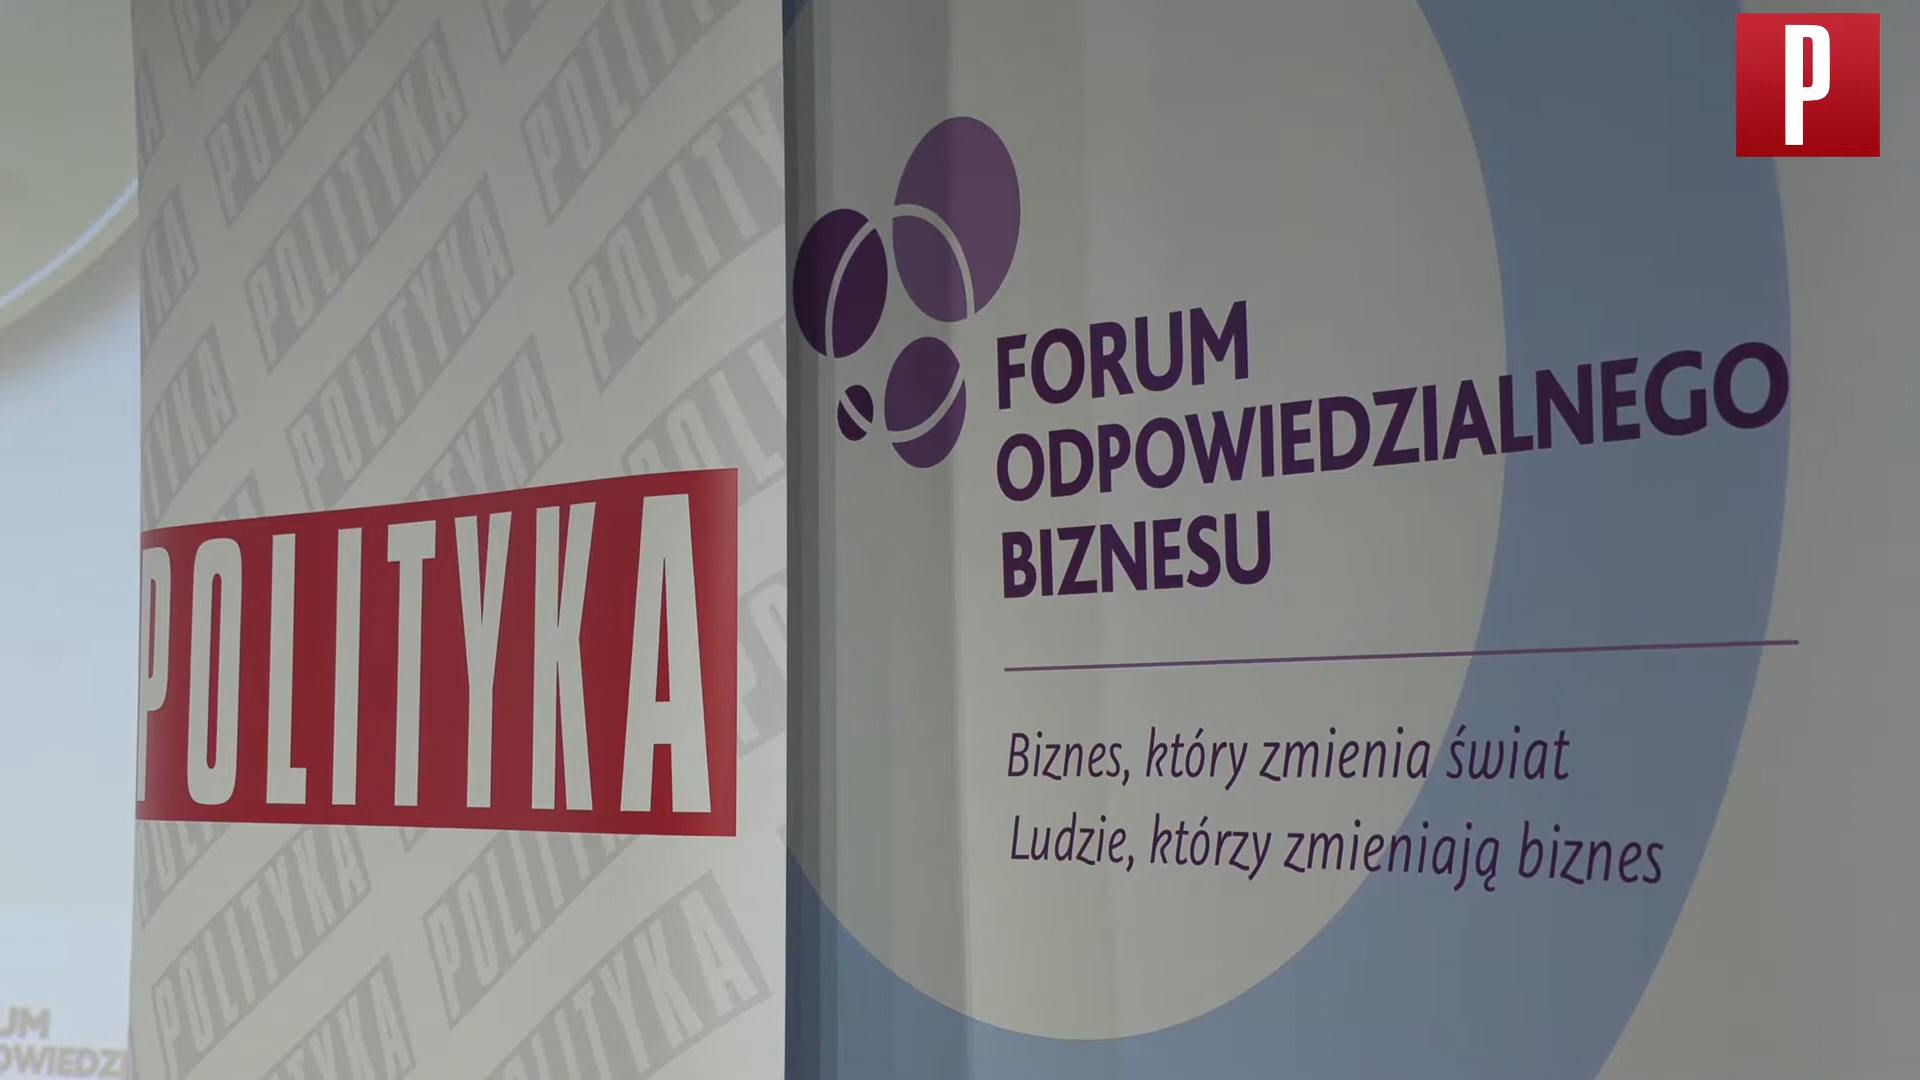 P
POLITYKA
FORUM
ODPOWIEDZIALNEGO
BIZNESU
Biznes, który zmienia świat
Ludzie, którzy zmieniają biznes